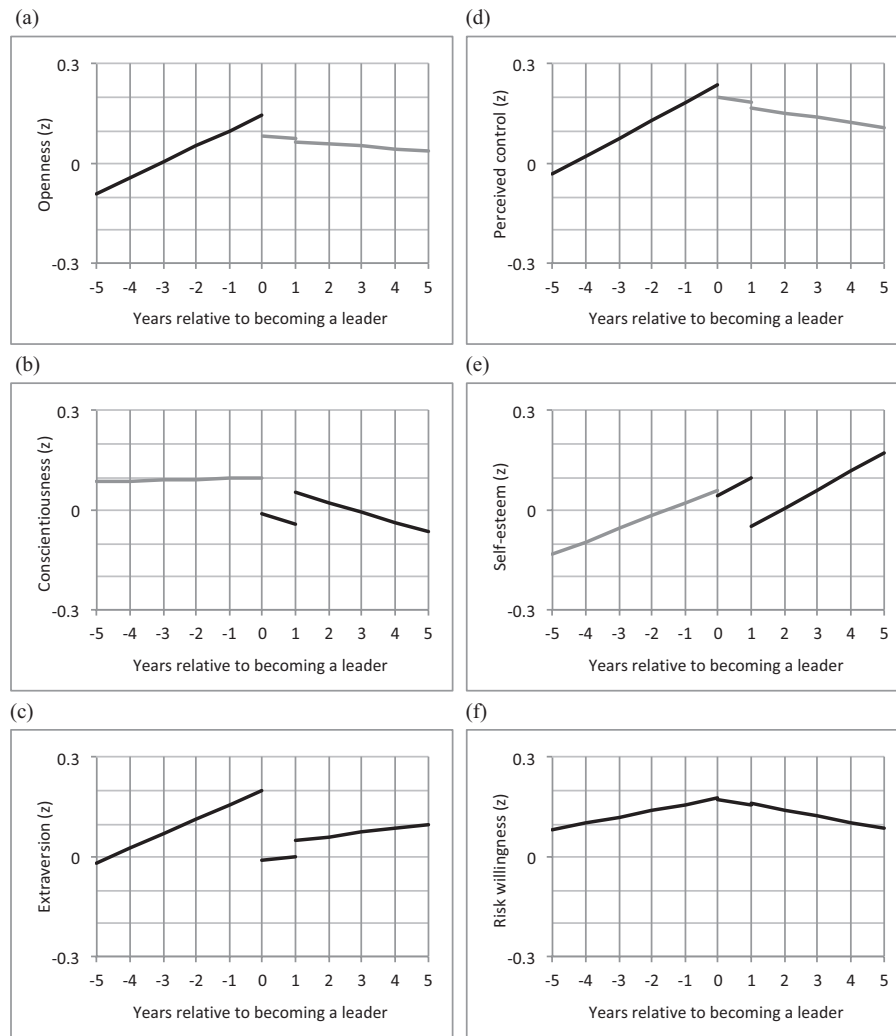 (a)
0.3
0
-0.3
Openness (z)
-5 -4 -3 -2 -1 0 1 2 3 4 5
Years relative to becoming a leader
(b)
0.3
0
-0.3
Conscientiousness (z)
-5 -4 -3 -2 -1 0 1 2 3 4 5
Years relative to becoming a leader
(c)
0.3
0
-0.3
Extraversion (z)
-5 -4 -3 -2 -1 0 1 2 3 4 5
Years relative to becoming a leader
(d)
0.3
0
-0.3
Perceived control (z)
-5 -4 -3 -2 -1 0 1 2 3 4 5
Years relative to becoming a leader
(e)
0.3
0
-0.3
Self-esteem (z)
-5 -4 -3 -2 -1 0 1 2 3 4 5
Years relative to becoming a leader
(f)
0.3
0
-0.3
Risk willingness (z)
-5 -4 -3 -2 -1 0 1 2 3 4 5
Years relative to becoming a leader